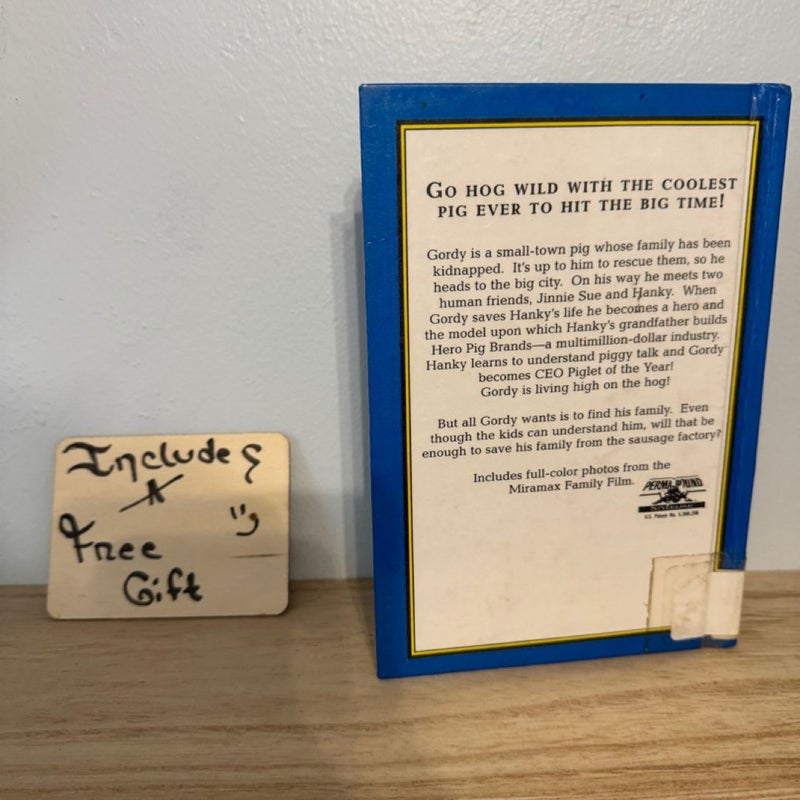 Includes
A
Free
Gift
GO HOG WILD WITH THE COOLEST
PIG EVER TO HIT THE BIG TIME!
Gordy is a small-town pig whose family has been
kidnapped. It's up to him to rescue them, so he
heads to the big city. On his way he meets two
human friends, Jinnie Sue and Hanky. When
Gordy saves Hanky's life he becomes a hero and
the model upon which Hanky's grandfather builds
Hero Pig Brands—a multimillion-dollar industry.
Hanky learns to understand piggy talk and Gordy
becomes CEO Piglet of the Year!
Gordy is living high on the hog!
But all Gordy wants is to find his family. Even
though the kids can understand him, will that be
enough to save his family from the sausage factory?
Includes full-color photos from the
Miramax Family Film.
PERMA-BOUND
U.S. Patent No.